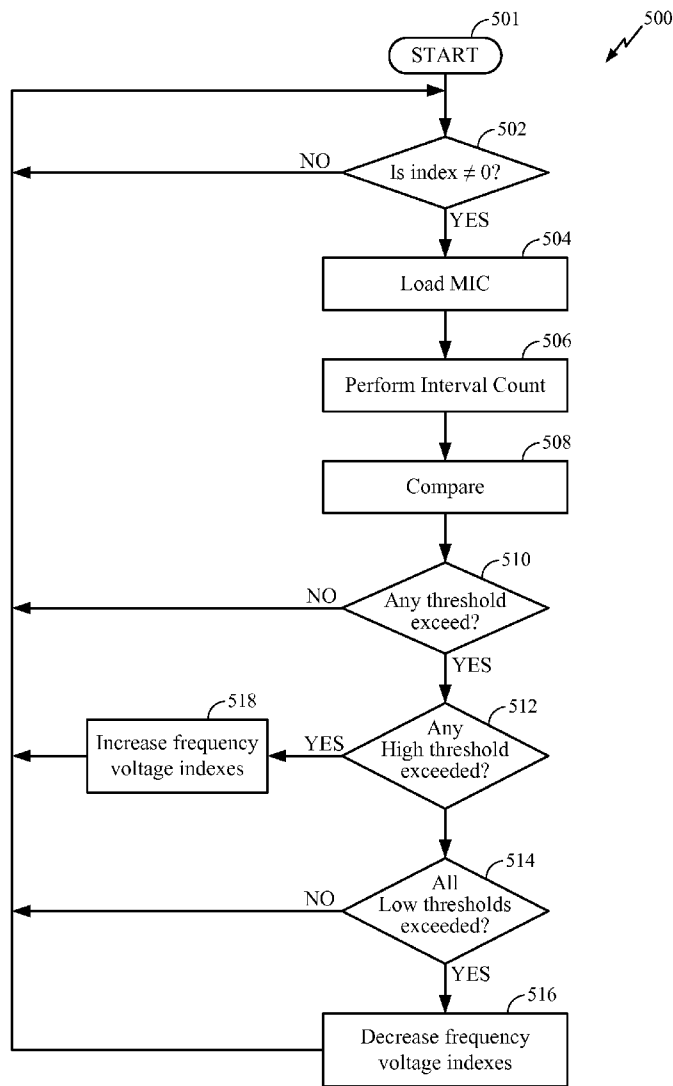 501
500
START
502
NO
Is index ≠ 0?
YES
504
Load MIC
506
Perform Interval Count
508
Compare
510
NO
Any threshold
exceed?
YES
518
512
Increase frequency
voltage indexes
YES
Any
High threshold
exceeded?
514
NO
All
Low thresholds
exceeded?
YES
516
Decrease frequency
voltage indexes